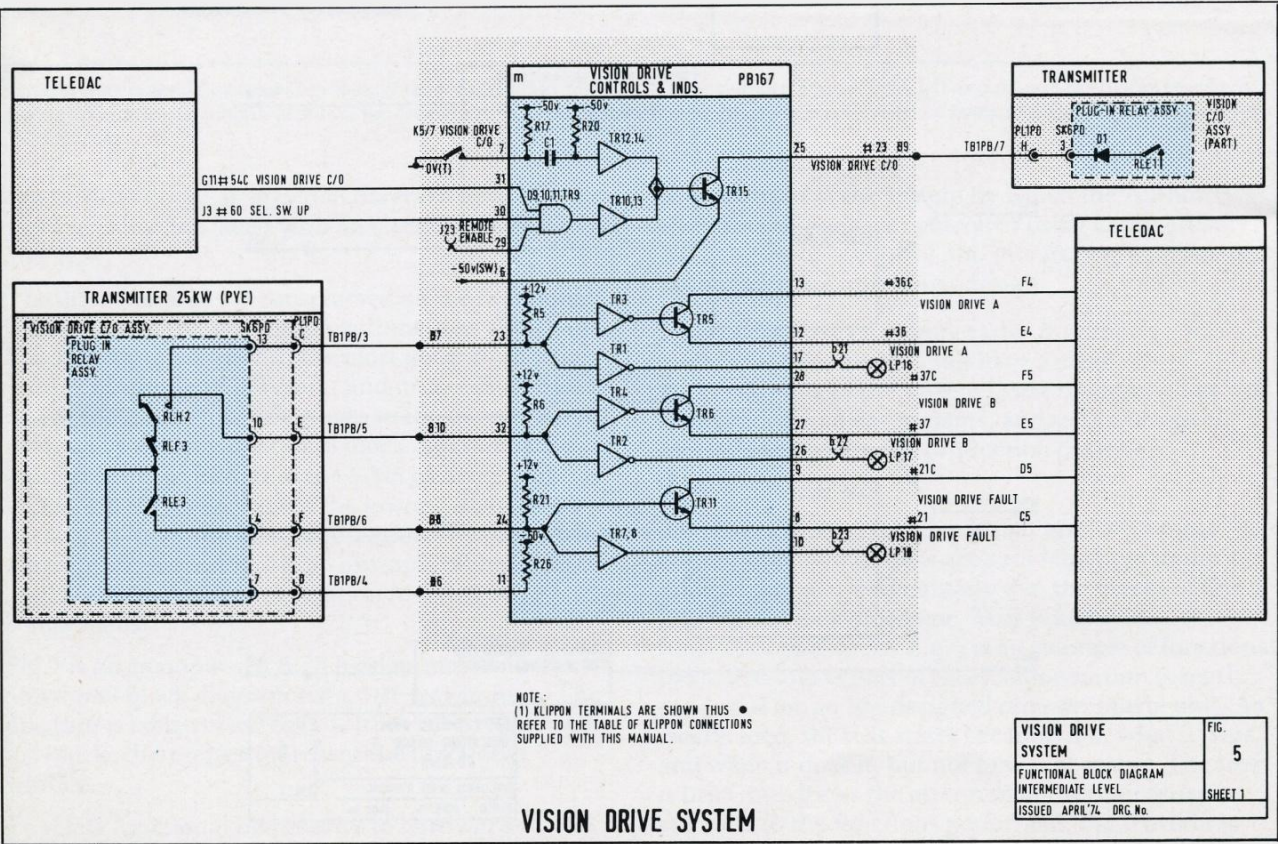 TELEDAC
G11#54C VISION DRIVE C/O
J3 #60 SEL. SW. UP
K5/7 VISION DRIVE
C/O
0V(T)
7
31
30
J23 REMOTE
ENABLE
29
-50v(SW) 6
m VISION DRIVE PB167
CONTROLS & INDS.
-50v
-50v
R17
R20
C1
TR12,14
D9,10,11,TR9
TR10,13
TR15
25
#23 B9
VISION DRIVE C/O
TB1PB/7
TRANSMITTER
PL1PD
H
SK6PD
3
PLUG-IN RELAY ASSY.
D1
RLE1
VISION
C/O
ASSY
(PART)
TRANSMITTER 25KW (PYE)
VISION DRIVE C/O ASSY.
SK6PD
PL1PD
PLUG IN
RELAY
ASSY.
RLH2
RLF3
RLE3
13 C TB1PB/3 B7 23
10 E TB1PB/5 B10 32
4 F TB1PB/6 B8 24
7 D TB1PB/4 B6 11
+12v
R5
TR3
TR5
TR1
+12v
R6
TR4
TR6
TR2
+12v
R21
TR11
-50v
TR7,8
R26
TELEDAC
13 #36C F4
VISION DRIVE A
12 #36 E4
17 b21 VISION DRIVE A
LP16
28 #37C F5
VISION DRIVE B
27 #37 E5
26 b22 VISION DRIVE B
LP17
9 #21C D5
VISION DRIVE FAULT
8 #21 C5
10 b23 VISION DRIVE FAULT
LP18
NOTE :
(1) KLIPPON TERMINALS ARE SHOWN THUS ●
REFER TO THE TABLE OF KLIPPON CONNECTIONS
SUPPLIED WITH THIS MANUAL.
VISION DRIVE
SYSTEM
FIG.
5
FUNCTIONAL BLOCK DIAGRAM
INTERMEDIATE LEVEL
SHEET 1
ISSUED APRIL'74 DRG. No.
VISION DRIVE SYSTEM